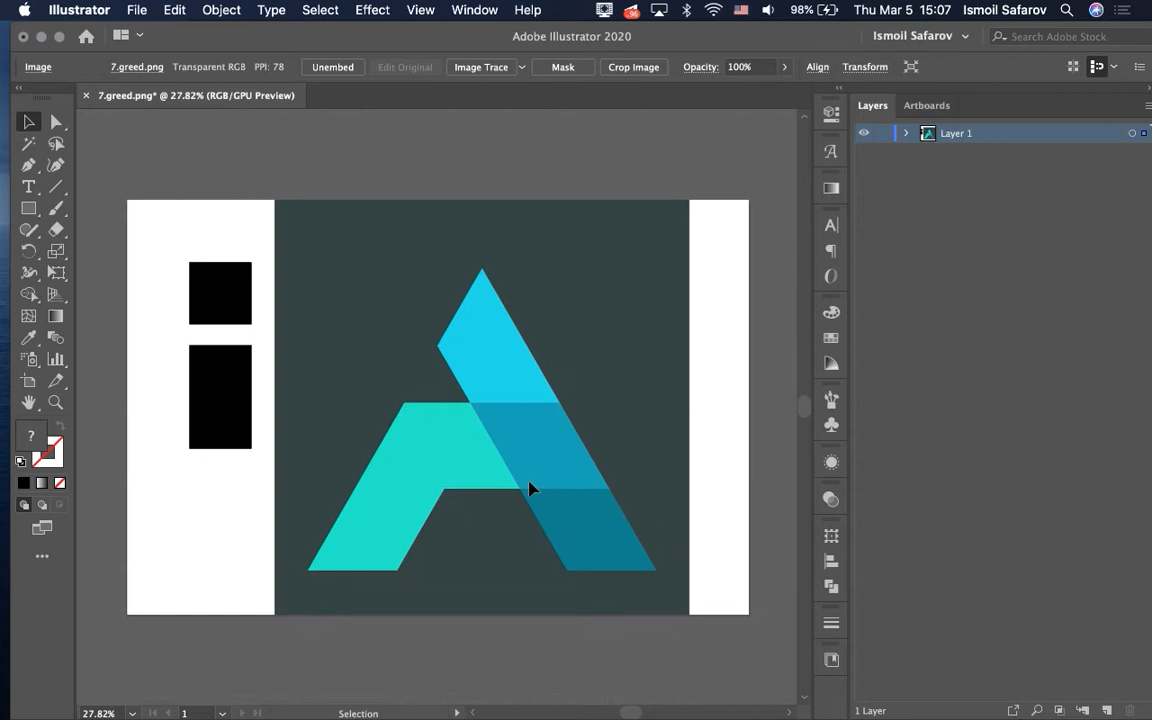 Illustrator File Edit Object Type Select Effect View Window Help 96 98% Thu Mar 5 15:07 Ismoil Safarov
Adobe Illustrator 2020 Ismoil Safarov Search Adobe Stock
Image 7.greed.png Transparent RGB PPI: 78 Unembed Edit Original Image Trace Mask Crop Image Opacity: 100% Align Transform
7.greed.png* @ 27.82% (RGB/GPU Preview) Layers Artboards
Layer 1
?
27.82% 1 Selection 1 Layer